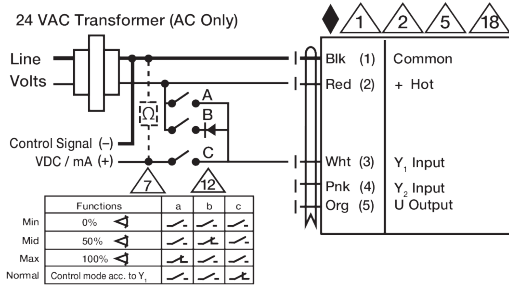 24 VAC Transformer (AC Only)
1 2 5 18
Line
Volts
Blk (1) Common
Red (2) + Hot
A
B
C
Ω
Control Signal (–)
VDC / mA (+)
Wht (3) Y1 Input
Pnk (4) Y2 Input
Org (5) U Output
7 12
Functions a b c
Min 0%
Mid 50%
Max 100%
Normal Control mode acc. to Y1